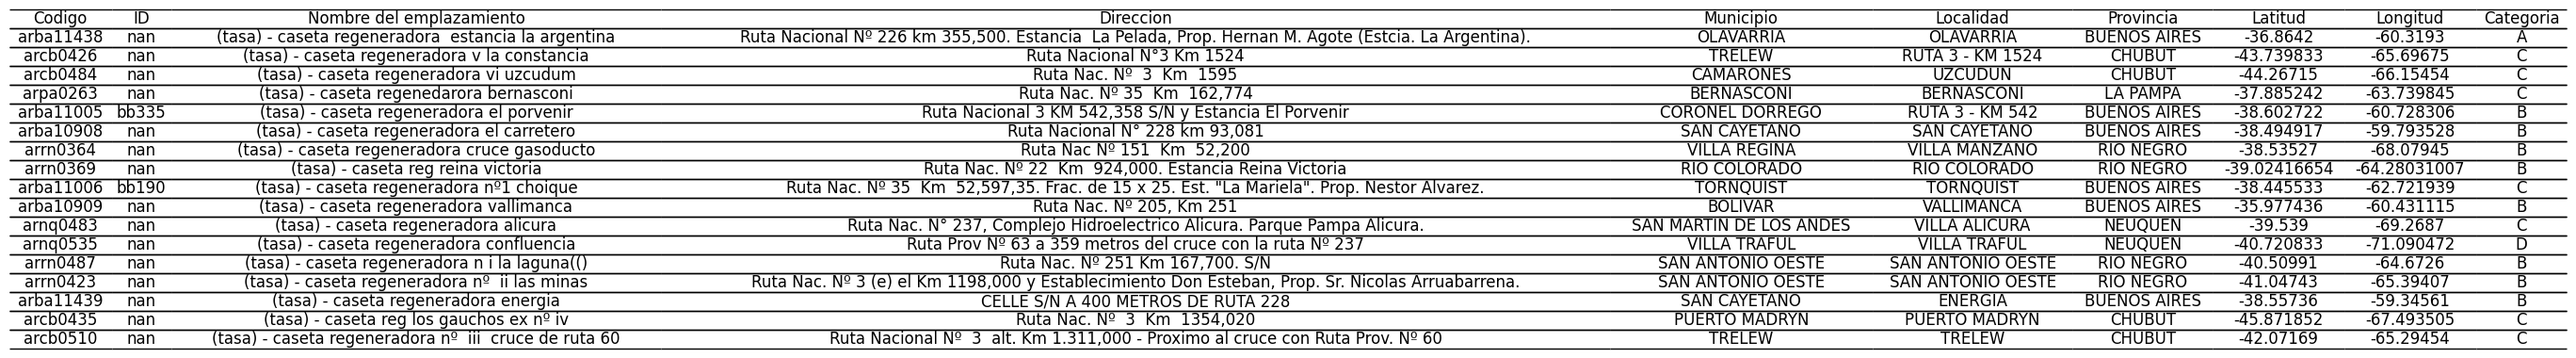 Codigo ID Nombre del emplazamiento Direccion Municipio Localidad Provincia Latitud Longitud Categoria
arba11438 nan (tasa) - caseta regeneradora  estancia la argentina Ruta Nacional Nº 226 km 355,500. Estancia  La Pelada, Prop. Hernan M. Agote (Estcia. La Argentina). OLAVARRIA OLAVARRIA BUENOS AIRES -36.8642 -60.3193 A
arcb0426 nan (tasa) - caseta regeneradora v la constancia Ruta Nacional N°3 Km 1524 TRELEW RUTA 3 - KM 1524 CHUBUT -43.739833 -65.69675 C
arcb0484 nan (tasa) - caseta regeneradora vi uzcudum Ruta Nac. Nº  3  Km  1595 CAMARONES UZCUDUN CHUBUT -44.26715 -66.15454 C
arpa0263 nan (tasa) - caseta regenedarora bernasconi Ruta Nac. Nº 35  Km  162,774 BERNASCONI BERNASCONI LA PAMPA -37.885242 -63.739845 C
arba11005 bb335 (tasa) - caseta regeneradora el porvenir Ruta Nacional 3 KM 542,358 S/N y Estancia El Porvenir CORONEL DORREGO RUTA 3 - KM 542 BUENOS AIRES -38.602722 -60.728306 B
arba10908 nan (tasa) - caseta regeneradora el carretero Ruta Nacional N° 228 km 93,081 SAN CAYETANO SAN CAYETANO BUENOS AIRES -38.494917 -59.793528 B
arrn0364 nan (tasa) - caseta regeneradora cruce gasoducto Ruta Nac Nº 151  Km  52,200 VILLA REGINA VILLA MANZANO RIO NEGRO -38.53527 -68.07945 B
arrn0369 nan (tasa) - caseta reg reina victoria Ruta Nac. Nº 22  Km  924,000. Estancia Reina Victoria RIO COLORADO RIO COLORADO RIO NEGRO -39.02416654 -64.28031007 B
arba11006 bb190 (tasa) - caseta regeneradora nº1 choique Ruta Nac. Nº 35  Km  52,597,35. Frac. de 15 x 25. Est. "La Mariela". Prop. Nestor Alvarez. TORNQUIST TORNQUIST BUENOS AIRES -38.445533 -62.721939 C
arba10909 nan (tasa) - caseta regeneradora vallimanca Ruta Nac. Nº 205, Km 251 BOLIVAR VALLIMANCA BUENOS AIRES -35.977436 -60.431115 B
arnq0483 nan (tasa) - caseta regeneradora alicura Ruta Nac. N° 237, Complejo Hidroelectrico Alicura. Parque Pampa Alicura. SAN MARTIN DE LOS ANDES VILLA ALICURA NEUQUEN -39.539 -69.2687 C
arnq0535 nan (tasa) - caseta regeneradora confluencia Ruta Prov Nº 63 a 359 metros del cruce con la ruta Nº 237 VILLA TRAFUL VILLA TRAFUL NEUQUEN -40.720833 -71.090472 D
arrn0487 nan (tasa) - caseta regeneradora n i la laguna(() Ruta Nac. Nº 251 Km 167,700. S/N SAN ANTONIO OESTE SAN ANTONIO OESTE RIO NEGRO -40.50991 -64.6726 B
arrn0423 nan (tasa) - caseta regeneradora nº  ii las minas Ruta Nac. Nº 3 (e) el Km 1198,000 y Establecimiento Don Esteban, Prop. Sr. Nicolas Arruabarrena. SAN ANTONIO OESTE SAN ANTONIO OESTE RIO NEGRO -41.04743 -65.39407 B
arba11439 nan (tasa) - caseta regeneradora energia CELLE S/N A 400 METROS DE RUTA 228 SAN CAYETANO ENERGIA BUENOS AIRES -38.55736 -59.34561 B
arcb0435 nan (tasa) - caseta reg los gauchos ex nº iv Ruta Nac. Nº  3  Km  1354,020 PUERTO MADRYN PUERTO MADRYN CHUBUT -45.871852 -67.493505 C
arcb0510 nan (tasa) - caseta regeneradora nº  iii  cruce de ruta 60 Ruta Nacional Nº  3  alt. Km 1.311,000 - Proximo al cruce con Ruta Prov. Nº 60 TRELEW TRELEW CHUBUT -42.07169 -65.29454 C